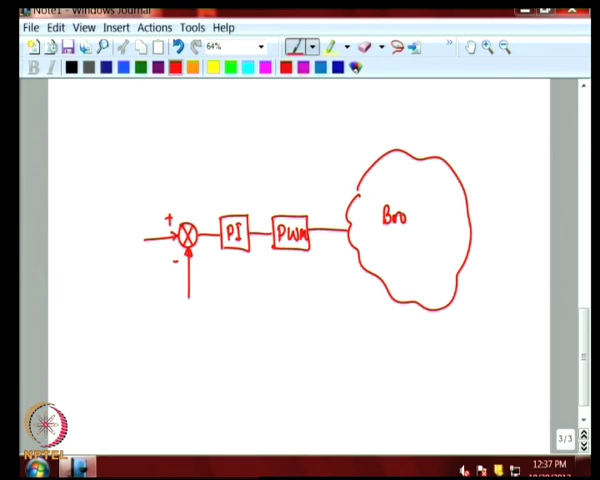 Note1 - Windows Journal
File Edit View Insert Actions Tools Help
64%
B I
+
PI
PWM
Bro
-
3/3
NPTEL
12:37 PM